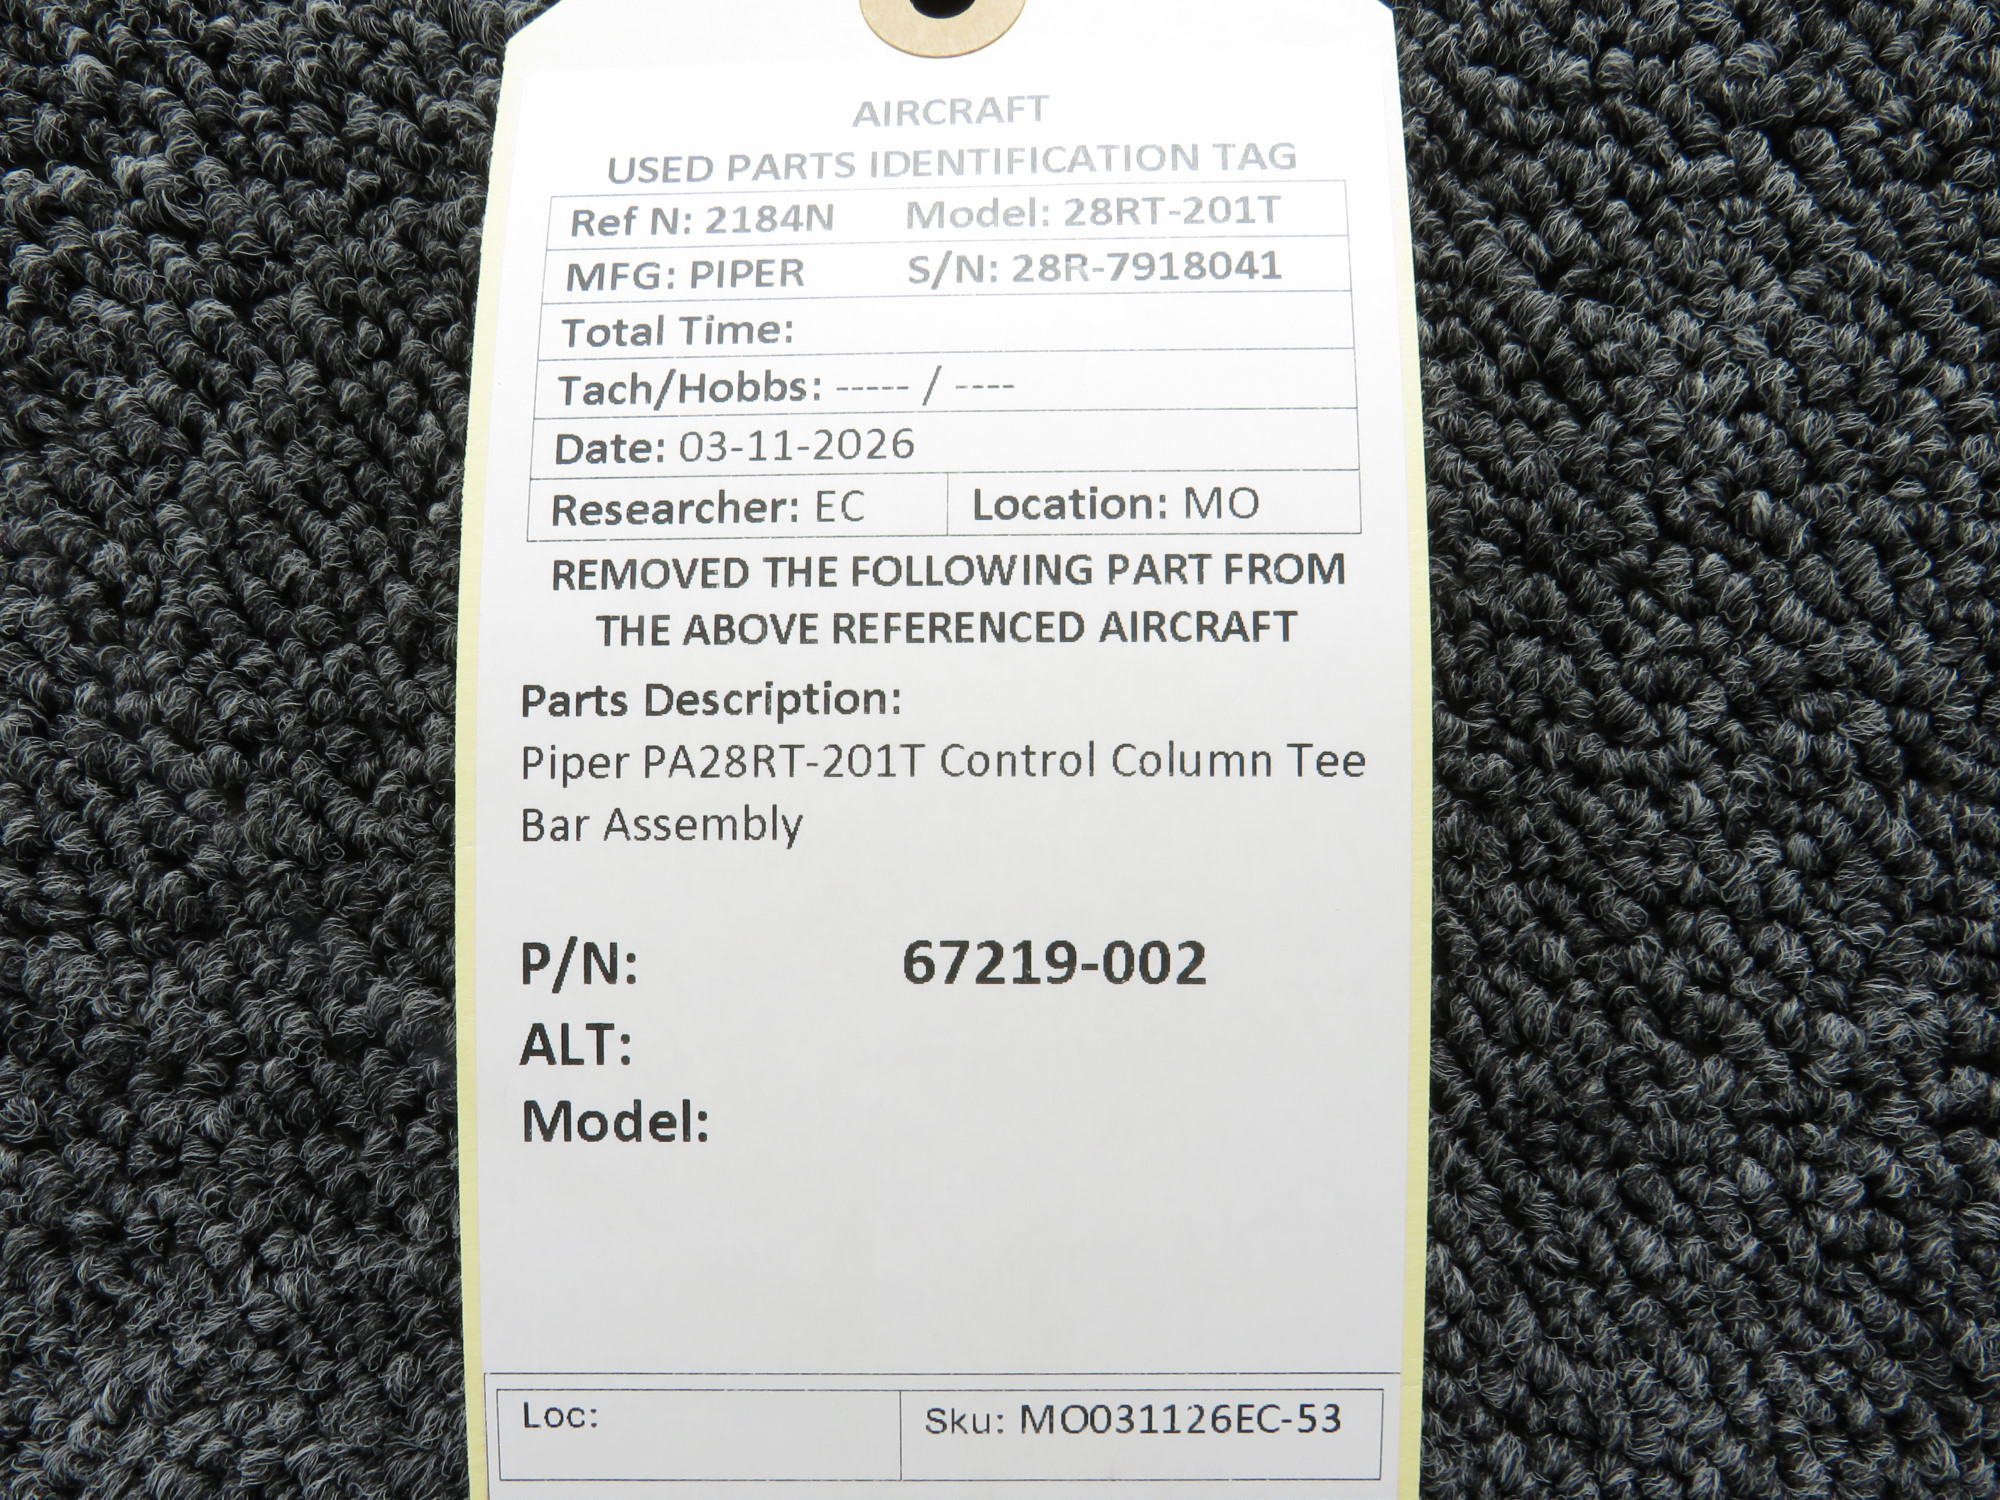 AIRCRAFT
USED PARTS IDENTIFICATION TAG
Ref N: 2184N Model: 28RT-201T
MFG: PIPER S/N: 28R-7918041
Total Time:
Tach/Hobbs: ----- / ----
Date: 03-11-2026
Researcher: EC Location: MO
REMOVED THE FOLLOWING PART FROM
THE ABOVE REFERENCED AIRCRAFT
Parts Description:
Piper PA28RT-201T Control Column Tee
Bar Assembly
P/N: 67219-002
ALT:
Model:
Loc: Sku: MO031126EC-53